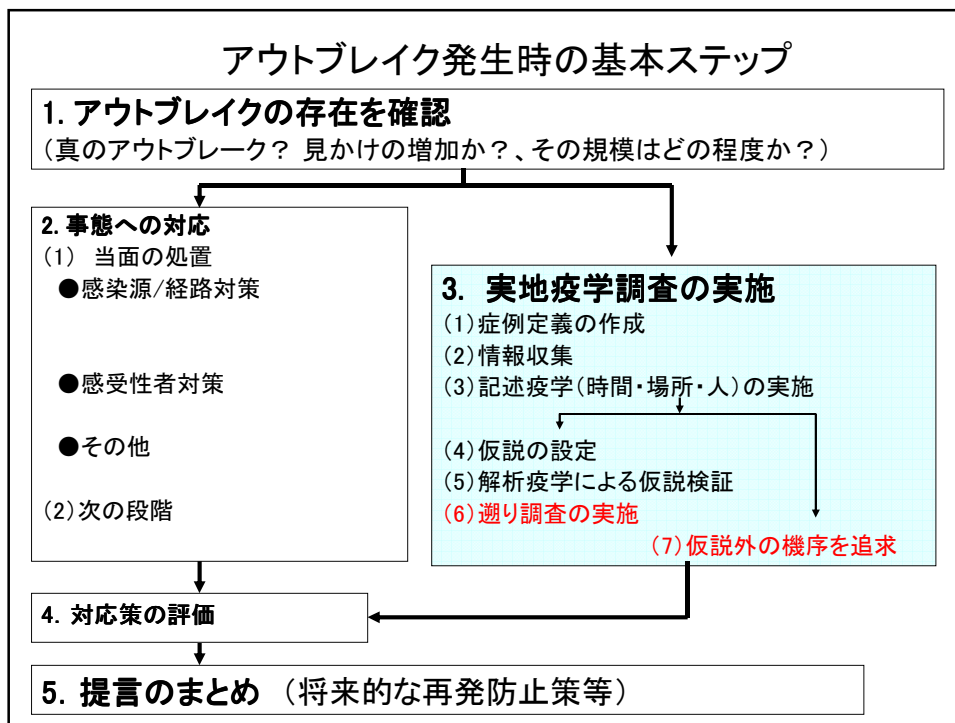 アウトブレイク発生時の基本ステップ
1. アウトブレイクの存在を確認
（真のアウトブレーク？ 見かけの増加か？、その規模はどの程度か？）
2. 事態への対応
（1） 当面の処置
●感染源/経路対策
●感受性者対策
●その他
（2）次の段階
3. 実地疫学調査の実施
（1）症例定義の作成
（2）情報収集
（3）記述疫学（時間・場所・人）の実施
（4）仮説の設定
（5）解析疫学による仮説検証
（6）遡り調査の実施
（7）仮説外の機序を追求
4. 対応策の評価
5. 提言のまとめ （将来的な再発防止策等）